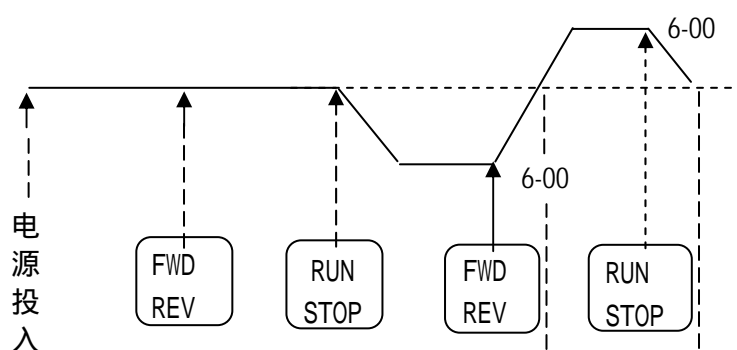 6-00
6-00
电
源
投
入
FWD
REV
RUN
STOP
FWD
REV
RUN
STOP